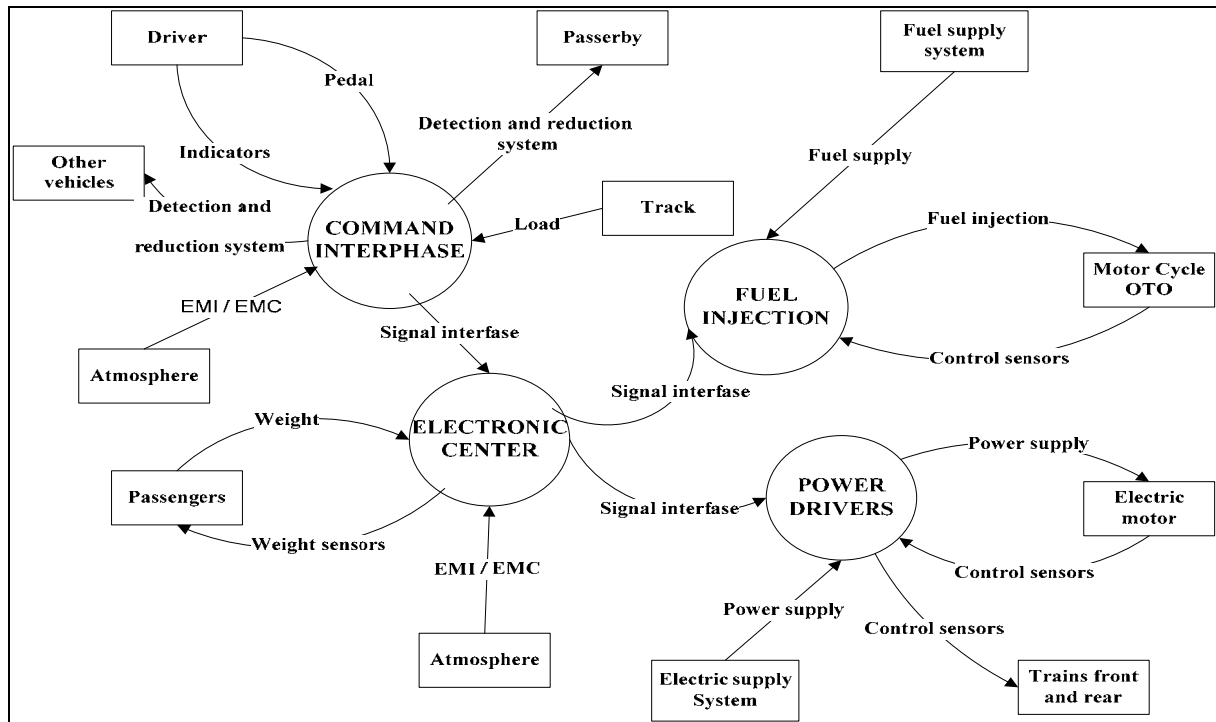 Driver
Passerby
Fuel supply
system
Pedal
Detection and reduction
system
Indicators
Other
vehicles
Fuel supply
Detection and
reduction system
COMMAND
INTERPHASE
Load
Track
Fuel injection
Motor Cycle
OTO
FUEL
INJECTION
EMI / EMC
Signal interfase
Control sensors
Atmosphere
Signal interfase
Weight
ELECTRONIC
CENTER
Power supply
Passengers
Signal interfase
POWER
DRIVERS
Electric
motor
Weight sensors
EMI / EMC
Control sensors
Power supply
Control sensors
Atmosphere
Electric supply
System
Trains front
and rear